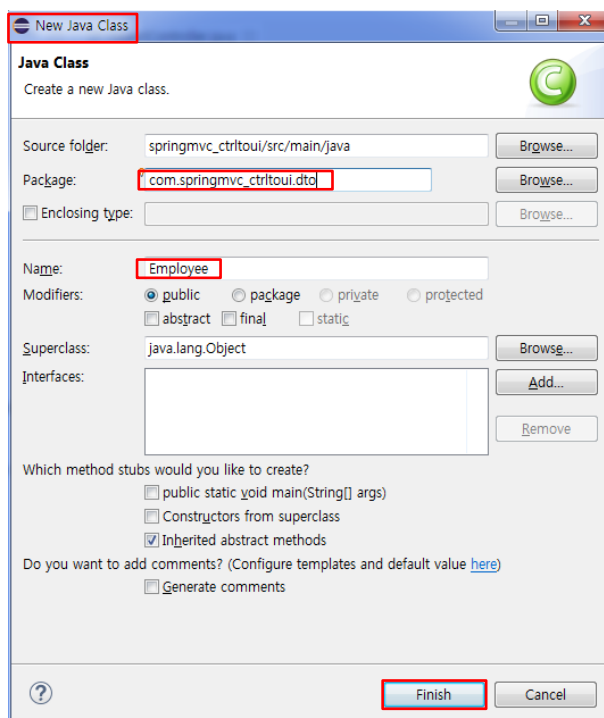 New Java Class
Java Class
Create a new Java class.
Source folder: springmvc_ctrltoui/src/main/java Browse...
Package: com.springmvc_ctrltoui.dto Browse...
Enclosing type: Browse...
Name: Employee
Modifiers: public package private protected
abstract final static
Superclass: java.lang.Object Browse...
Interfaces: Add...
Remove
Which method stubs would you like to create?
public static void main(String[] args)
Constructors from superclass
Inherited abstract methods
Do you want to add comments? (Configure templates and default value here)
Generate comments
? Finish Cancel